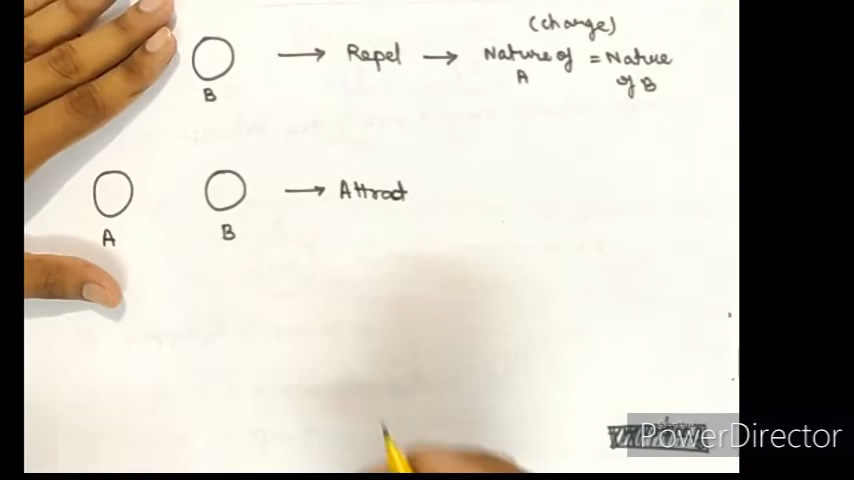 (charge)
→ Repel → Nature of = Nature
A of B
B
→ Attract
A B
PowerDirector